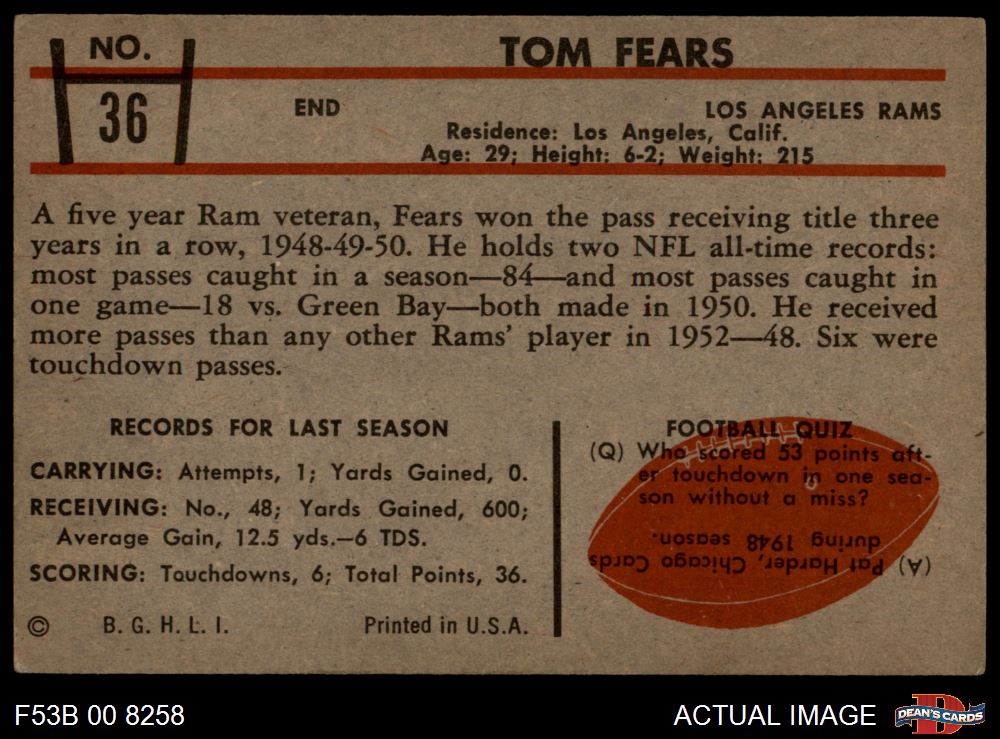 NO.
36
TOM FEARS
END
LOS ANGELES RAMS
Residence: Los Angeles, Calif.
Age: 29; Height: 6-2; Weight: 215
A five year Ram veteran, Fears won the pass receiving title three
years in a row, 1948-49-50. He holds two NFL all-time records:
most passes caught in a season—84—and most passes caught in
one game—18 vs. Green Bay—both made in 1950. He received
more passes than any other Rams' player in 1952—48. Six were
touchdown passes.
RECORDS FOR LAST SEASON
CARRYING: Attempts, 1; Yards Gained, 0.
RECEIVING: No., 48; Yards Gained, 600;
Average Gain, 12.5 yds.—6 TDS.
SCORING: Touchdowns, 6; Total Points, 36.
© B. G. H. L. I.
Printed in U.S.A.
FOOTBALL QUIZ
(Q) Who scored 53 points aft-
er touchdown in one sea-
son without a miss?
(A) Pat Harder, Chicago Cards
during 1948 season.
F53B 00 8258
ACTUAL IMAGE
D
DEAN'S CARDS